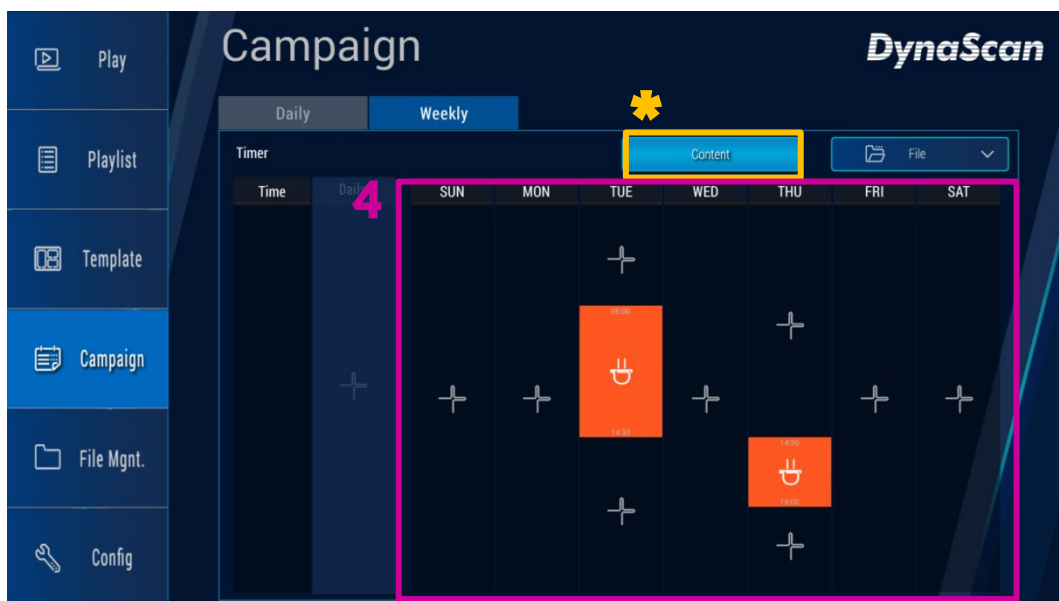 Play
Playlist
Template
Campaign
File Mgnt.
Config
Campaign
DynaScan
Daily
Weekly
*
Timer
Content
File
Time
Daily
4
SUN
MON
TUE
WED
THU
FRI
SAT
06:00
14:30
14:30
19:00